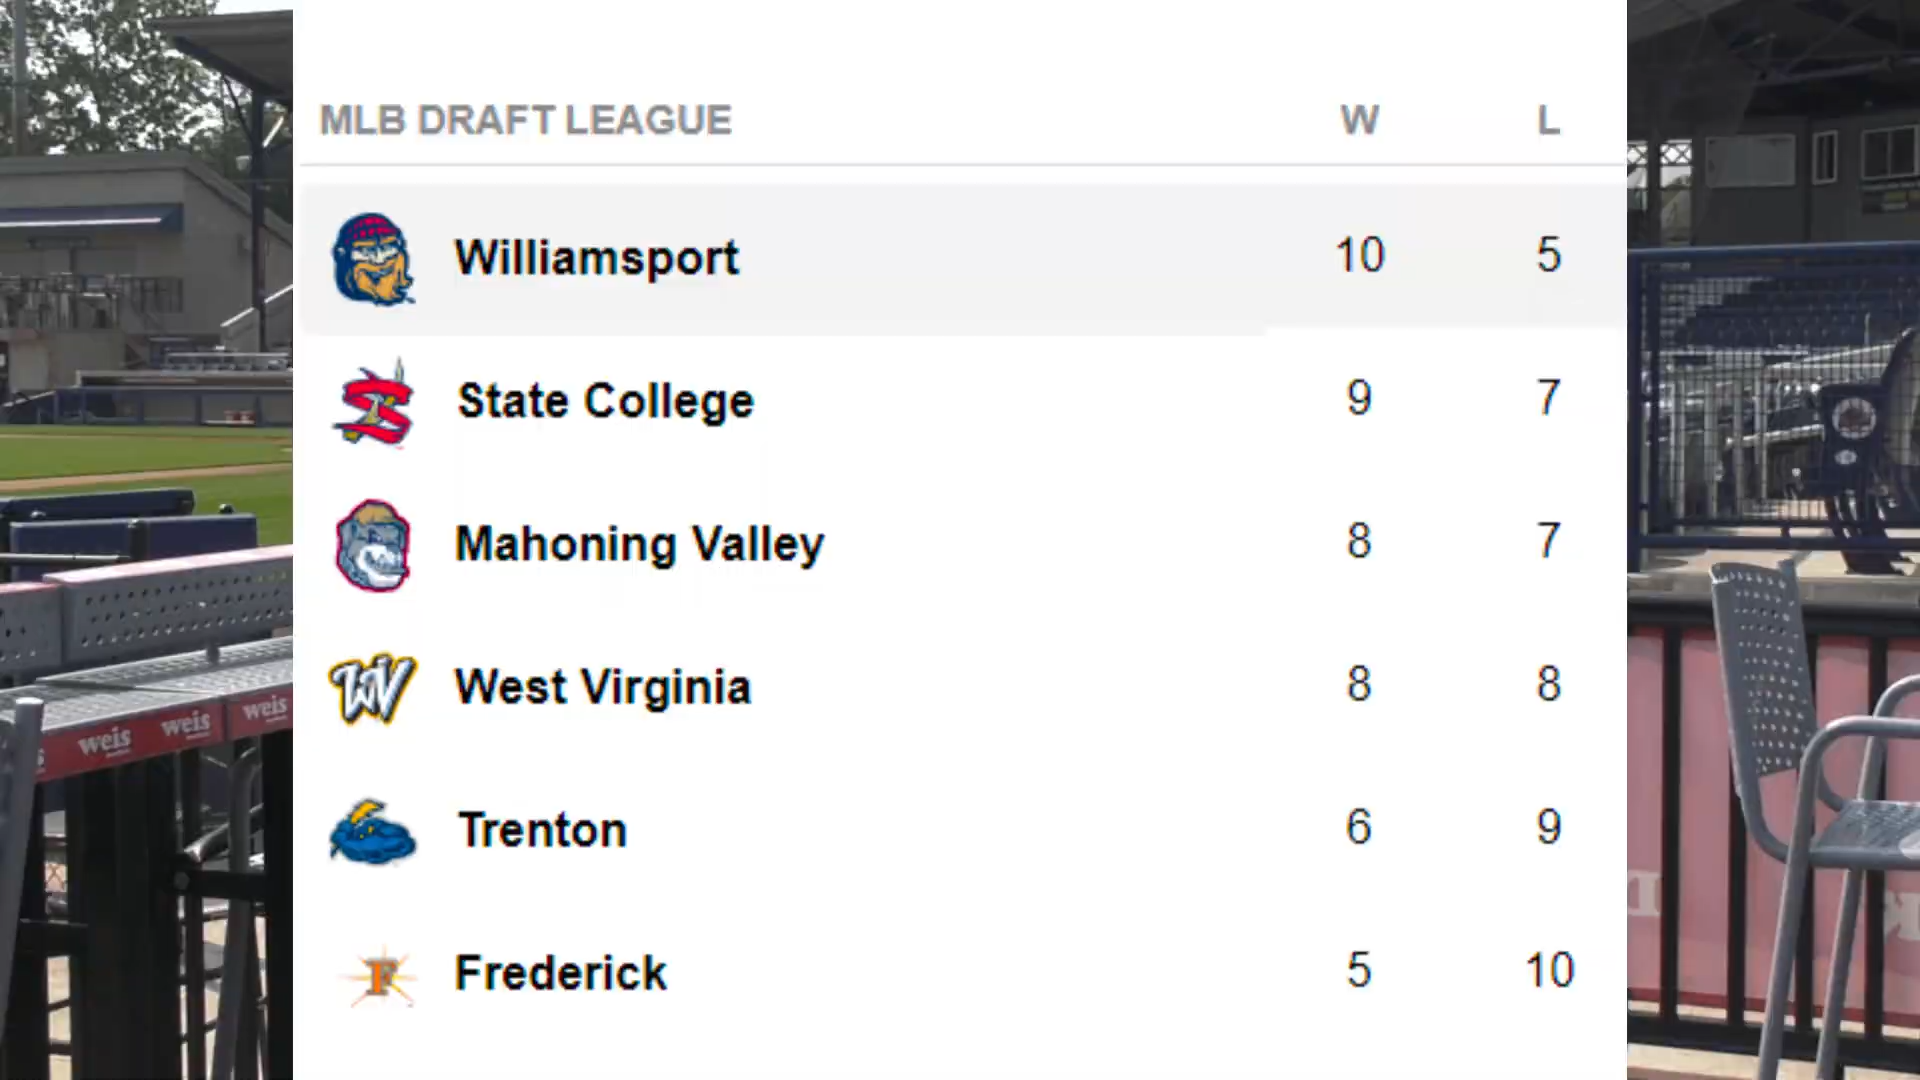 MLB DRAFT LEAGUE W L
Williamsport 10 5
State College 9 7
Mahoning Valley 8 7
West Virginia 8 8
Trenton 6 9
Frederick 5 10
WV
F
weis weis weis